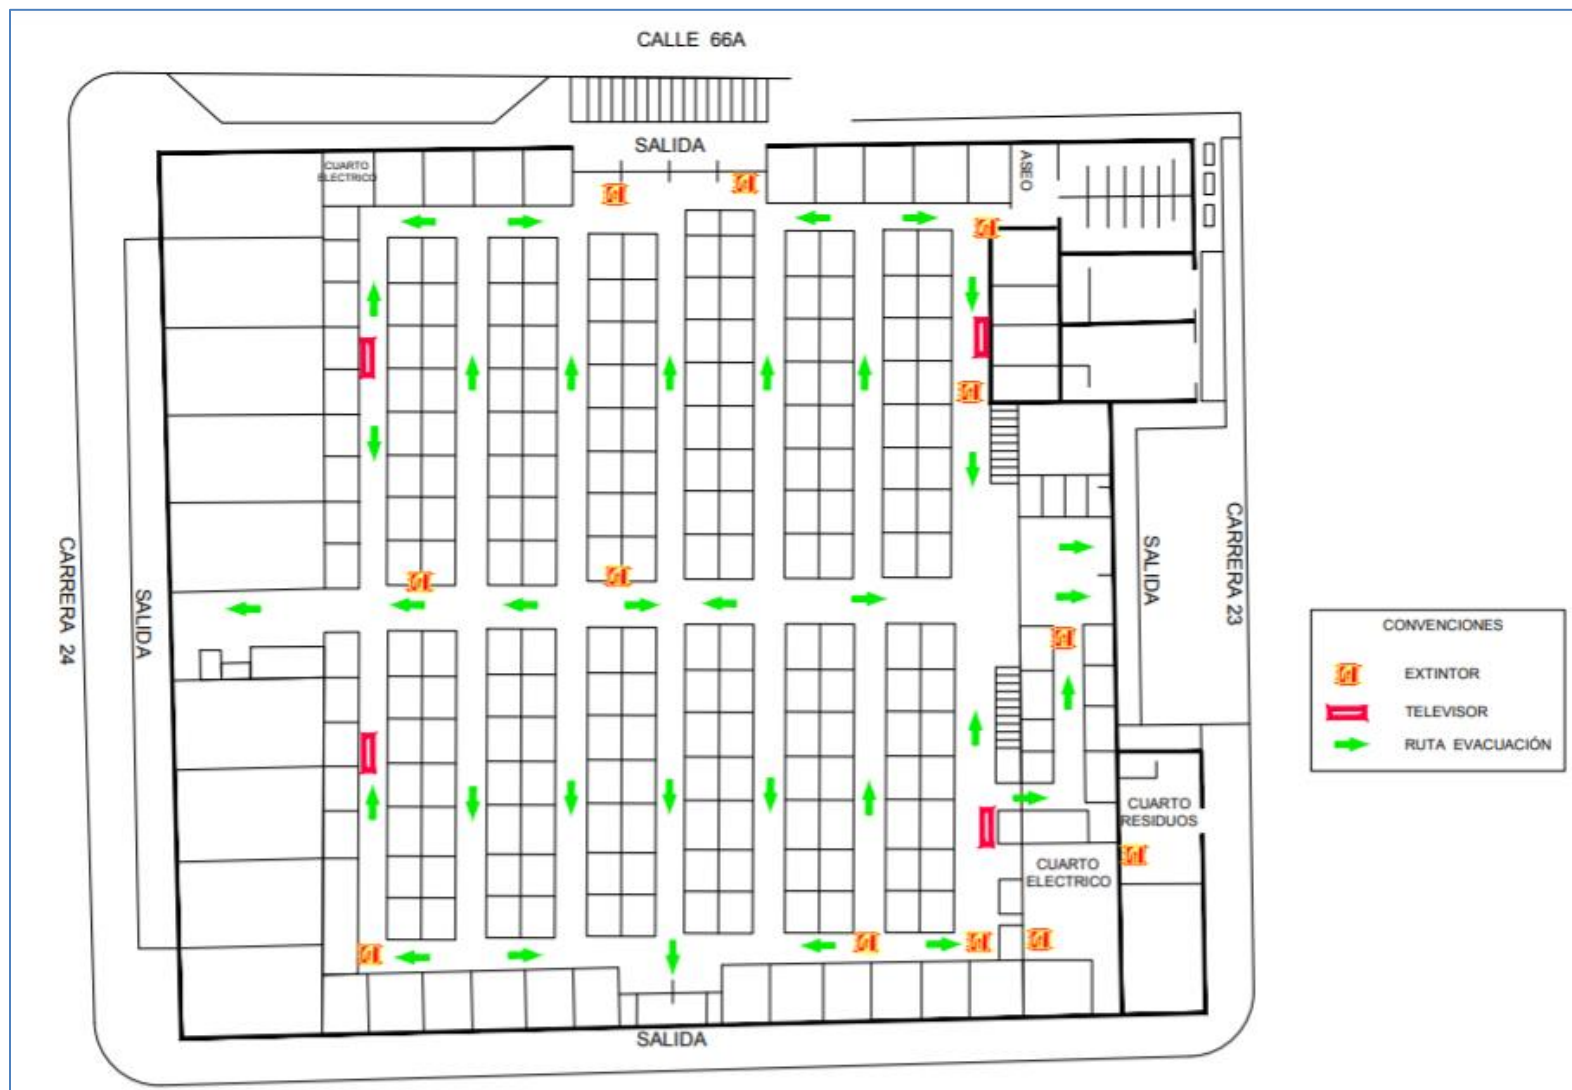 CALLE 66A
SALIDA
CUARTO
ELECTRICO
ASEO
CARRERA 24
SALIDA
SALIDA
CARRERA 23
CUARTO
RESIDUOS
CUARTO
ELECTRICO
SALIDA
CONVENCIONES
EXTINTOR
TELEVISOR
RUTA EVACUACIÓN